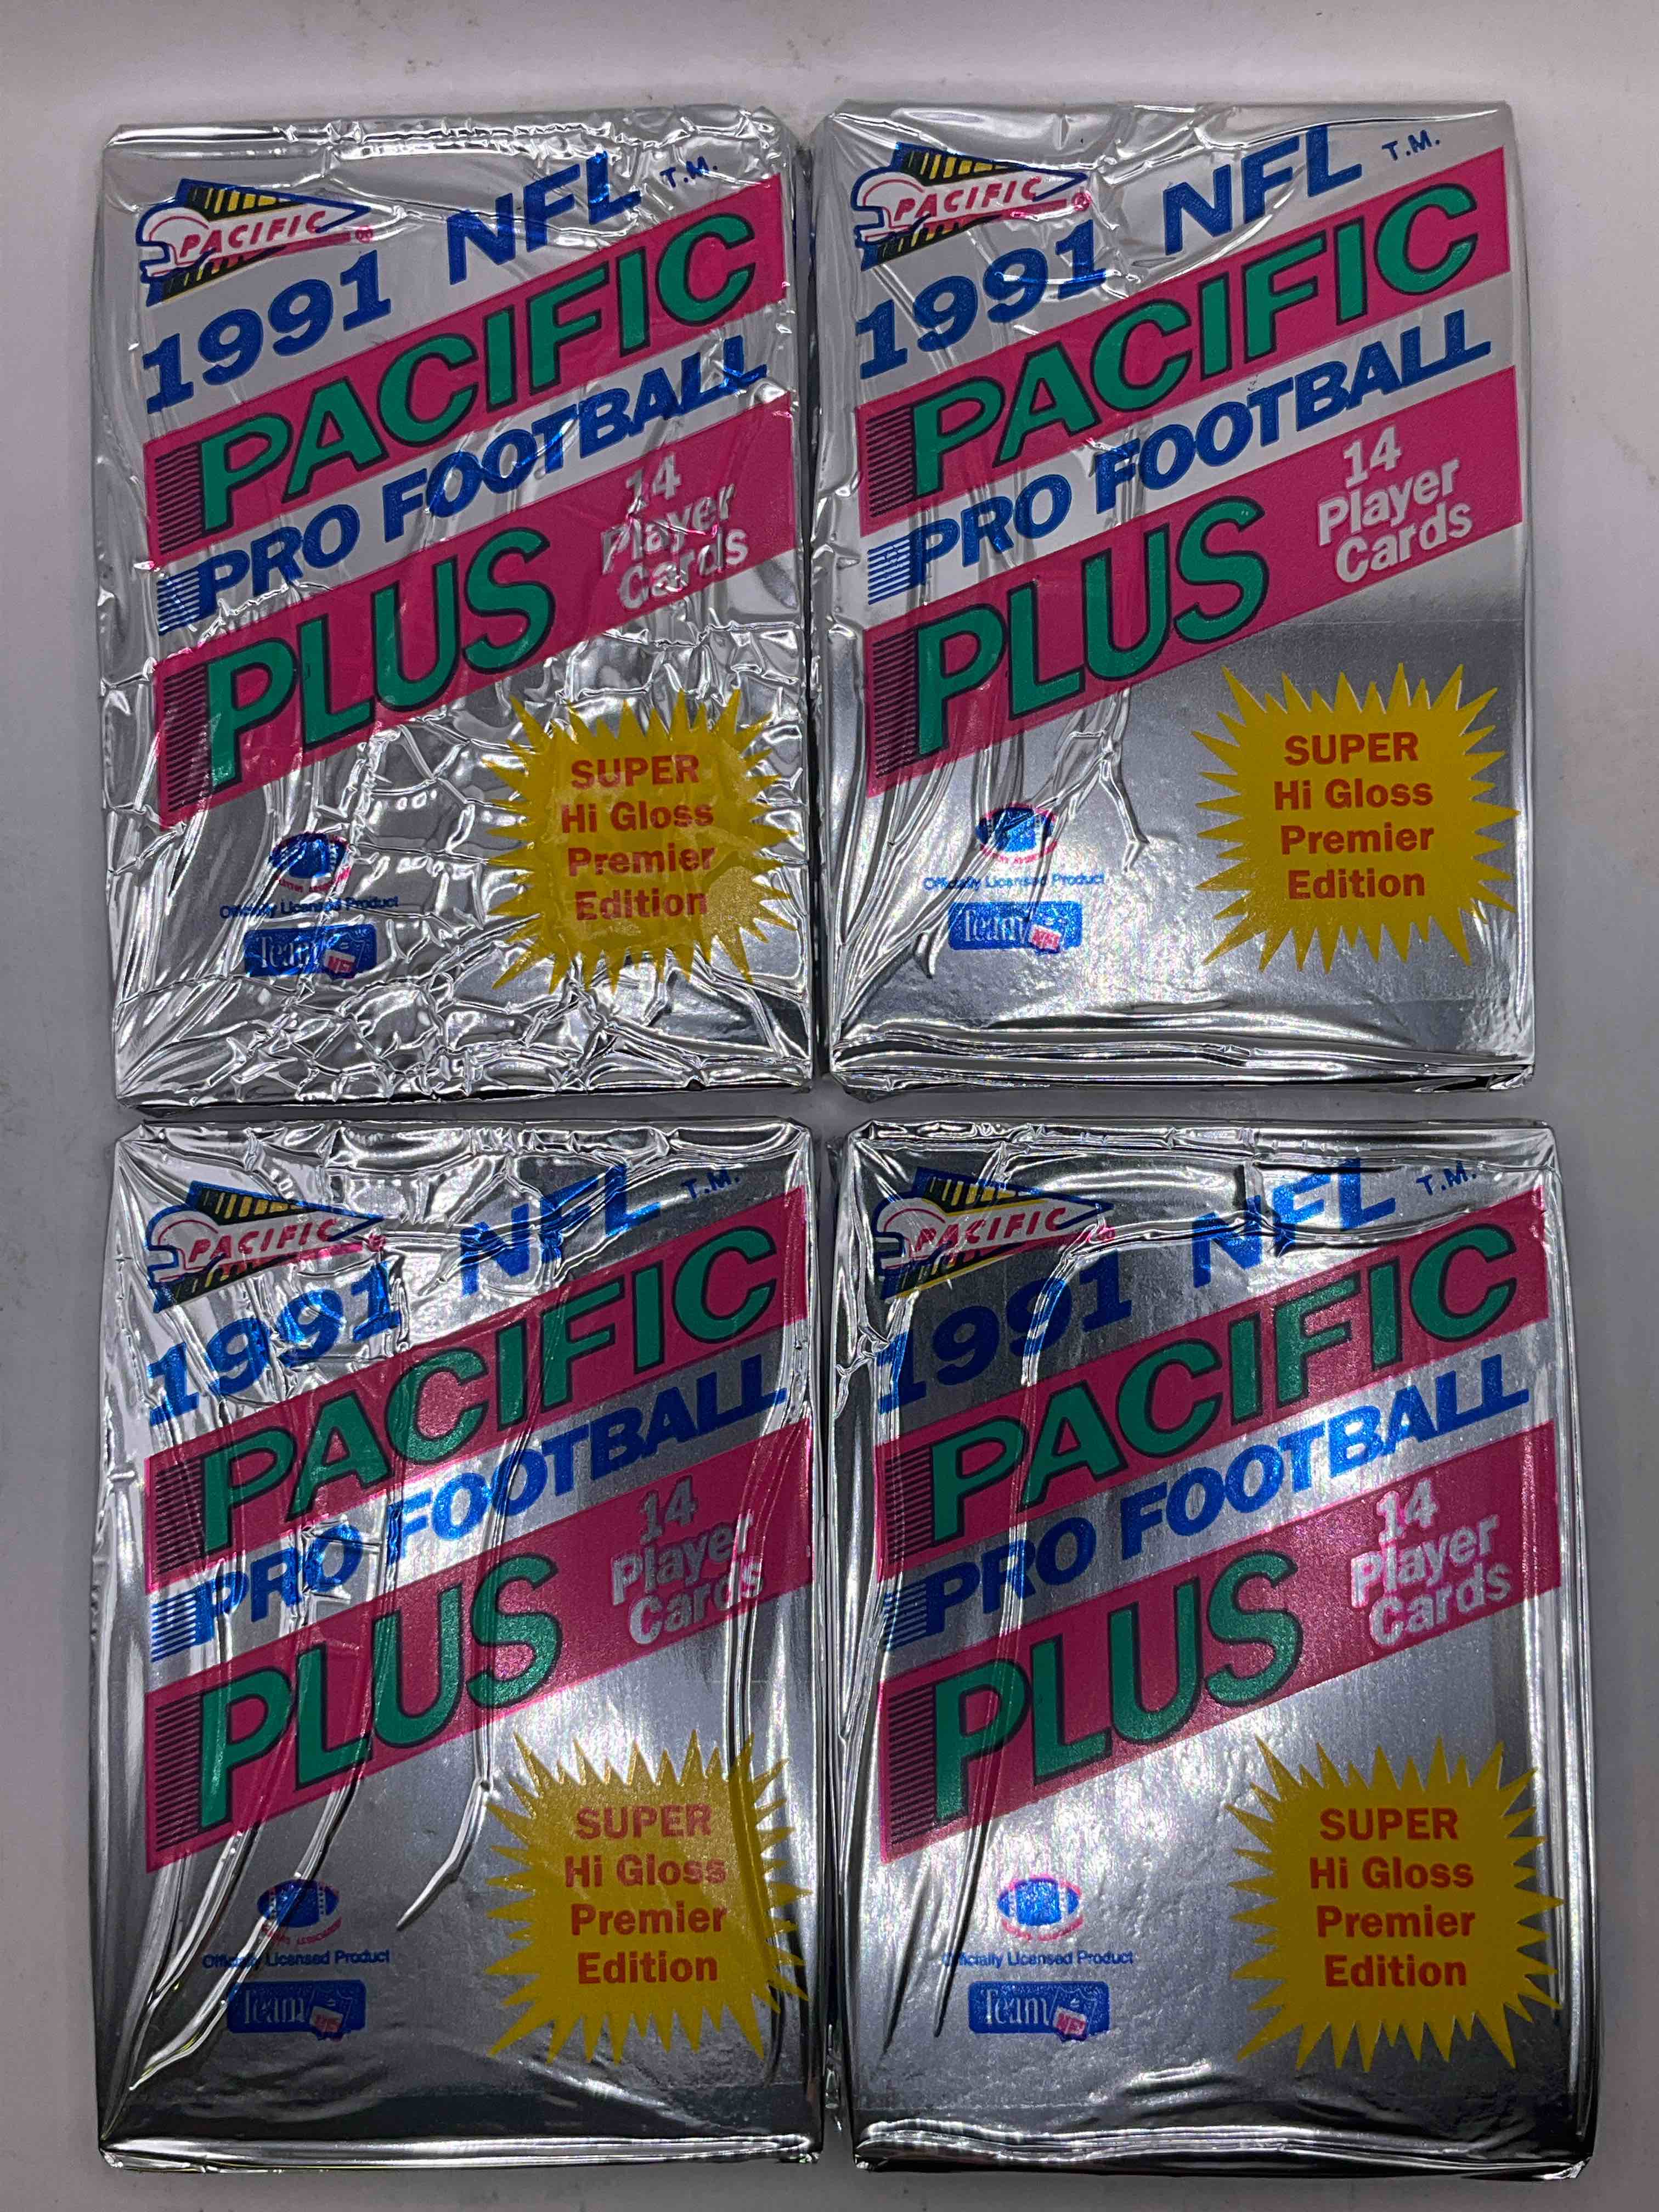 PACIFIC ®
1991 NFL T.M.
PACIFIC
PRO FOOTBALL
PLUS
14
Player
Cards
SUPER
Hi Gloss
Premier
Edition
Officially Licensed Product
Team NFL
PACIFIC ®
1991 NFL T.M.
PACIFIC
PRO FOOTBALL
PLUS
14
Player
Cards
SUPER
Hi Gloss
Premier
Edition
Officially Licensed Product
Team NFL
PACIFIC ®
1991 NFL T.M.
PACIFIC
PRO FOOTBALL
PLUS
14
Player
Cards
SUPER
Hi Gloss
Premier
Edition
Officially Licensed Product
Team NFL
PACIFIC ®
1991 NFL T.M.
PACIFIC
PRO FOOTBALL
PLUS
14
Player
Cards
SUPER
Hi Gloss
Premier
Edition
Officially Licensed Product
Team NFL